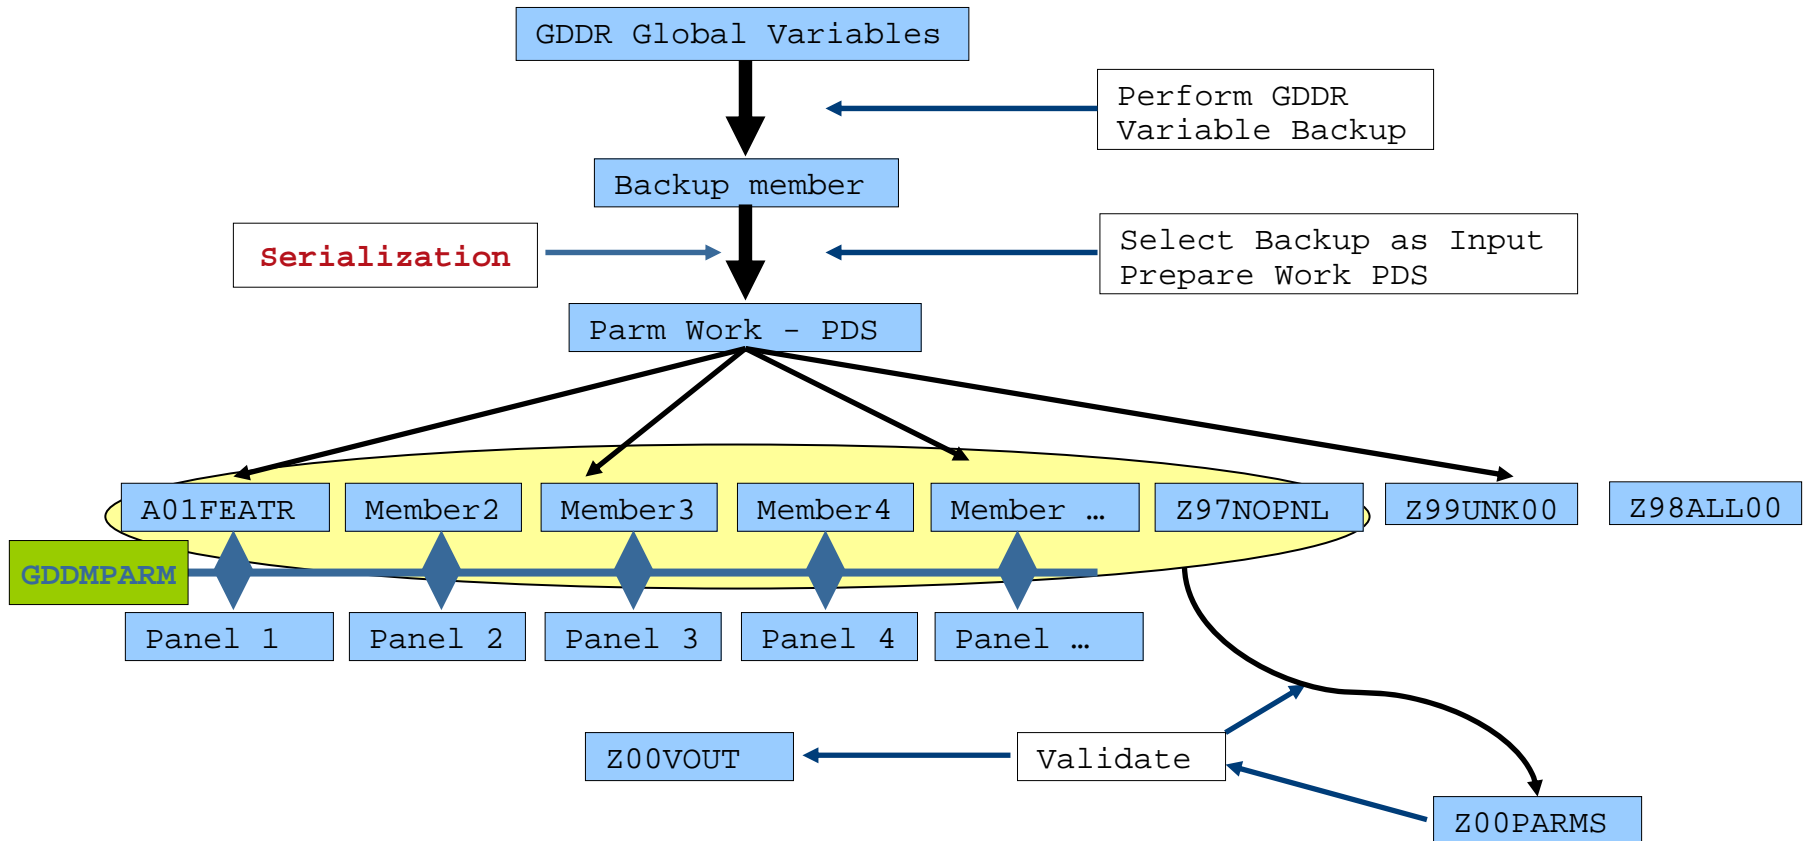 GDDR Global Variables
Perform GDDR
Variable Backup
Backup member
Serialization
Select Backup as Input
Prepare Work PDS
Parm Work - PDS
A01FEATR
Member2
Member3
Member4
Member …
Z97NOPNL
Z99UNK00
Z98ALL00
GDDMPARM
Panel 1
Panel 2
Panel 3
Panel 4
Panel …
Z00VOUT
Validate
Z00PARMS